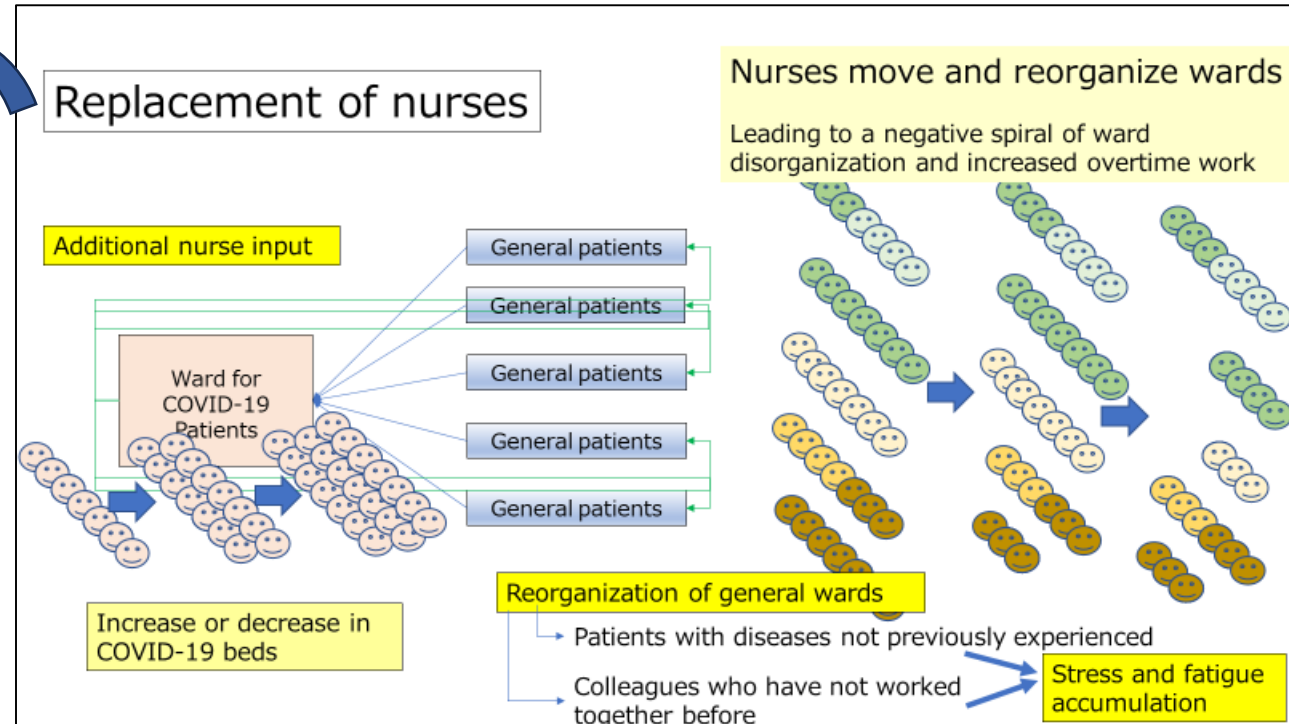 Replacement of nurses
Nurses move and reorganize wards
Leading to a negative spiral of ward
disorganization and increased overtime work
Additional nurse input
General patients
General patients
General patients
General patients
General patients
Ward for
COVID-19
Patients
Increase or decrease in
COVID-19 beds
Reorganization of general wards
Patients with diseases not previously experienced
Colleagues who have not worked
together before
Stress and fatigue
accumulation